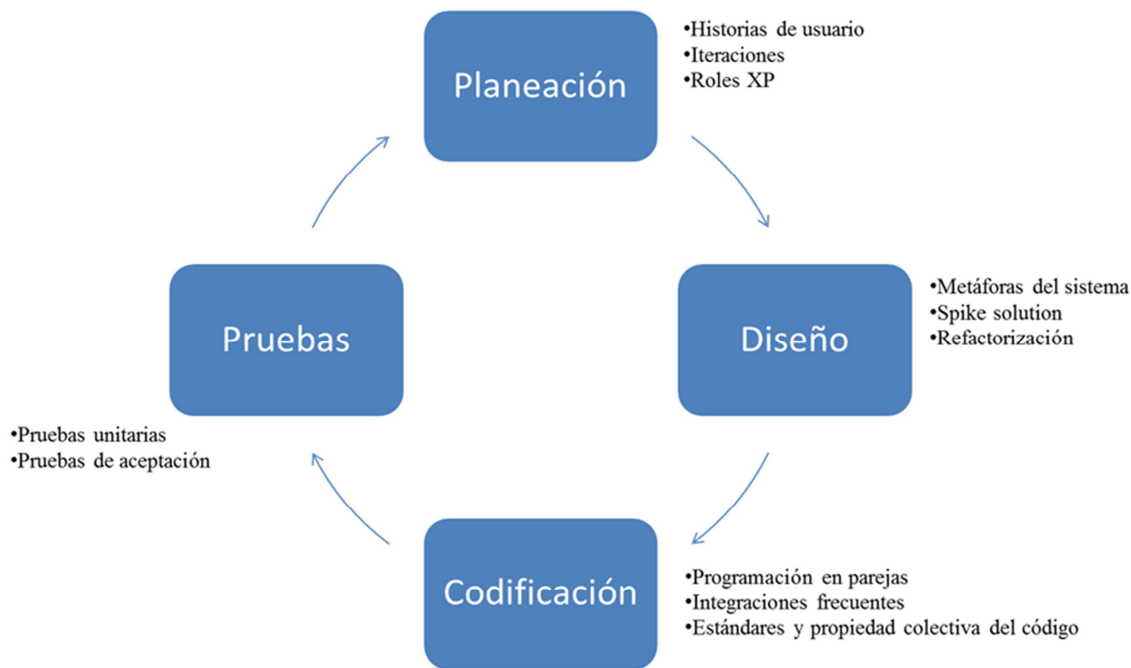 Planeación
•Historias de usuario
•Iteraciones
•Roles XP
Diseño
•Metáforas del sistema
•Spike solution
•Refactorización
Codificación
•Programación en parejas
•Integraciones frecuentes
•Estándares y propiedad colectiva del código
Pruebas
•Pruebas unitarias
•Pruebas de aceptación